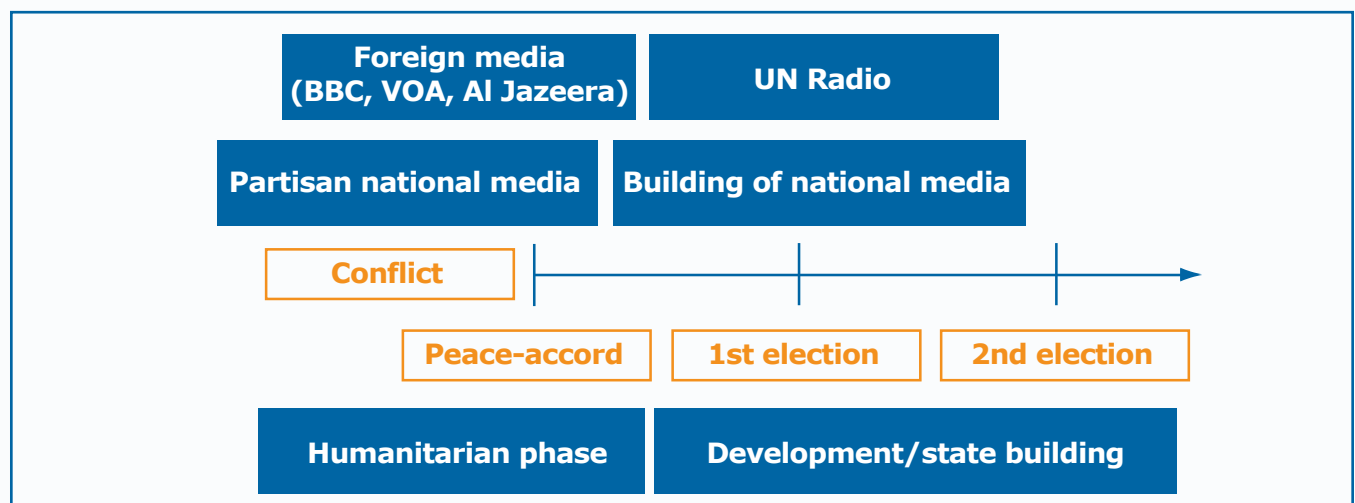 Foreign media
(BBC, VOA, Al Jazeera)
UN Radio
Partisan national media
Building of national media
Conflict
Peace-accord
1st election
2nd election
Humanitarian phase
Development/state building